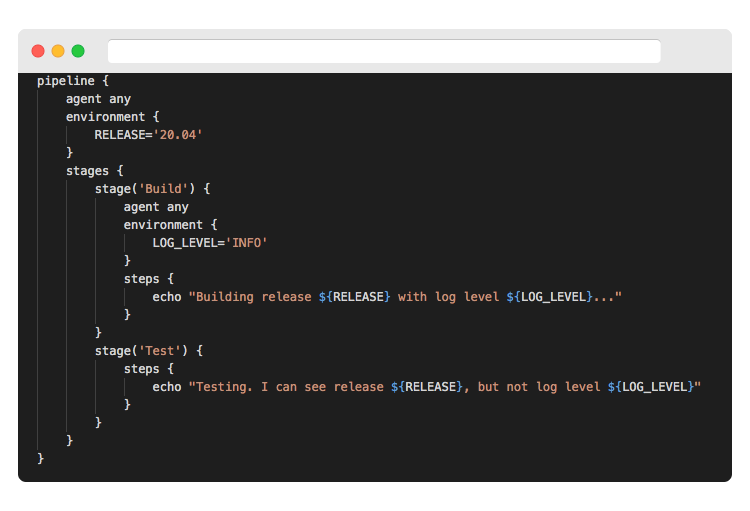 pipeline {
    agent any
    environment {
        RELEASE='20.04'
    }
    stages {
        stage('Build') {
            agent any
            environment {
                LOG_LEVEL='INFO'
            }
            steps {
                echo "Building release ${RELEASE} with log level ${LOG_LEVEL}..."
            }
        }
        stage('Test') {
            steps {
                echo "Testing. I can see release ${RELEASE}, but not log level ${LOG_LEVEL}"
            }
        }
    }
}